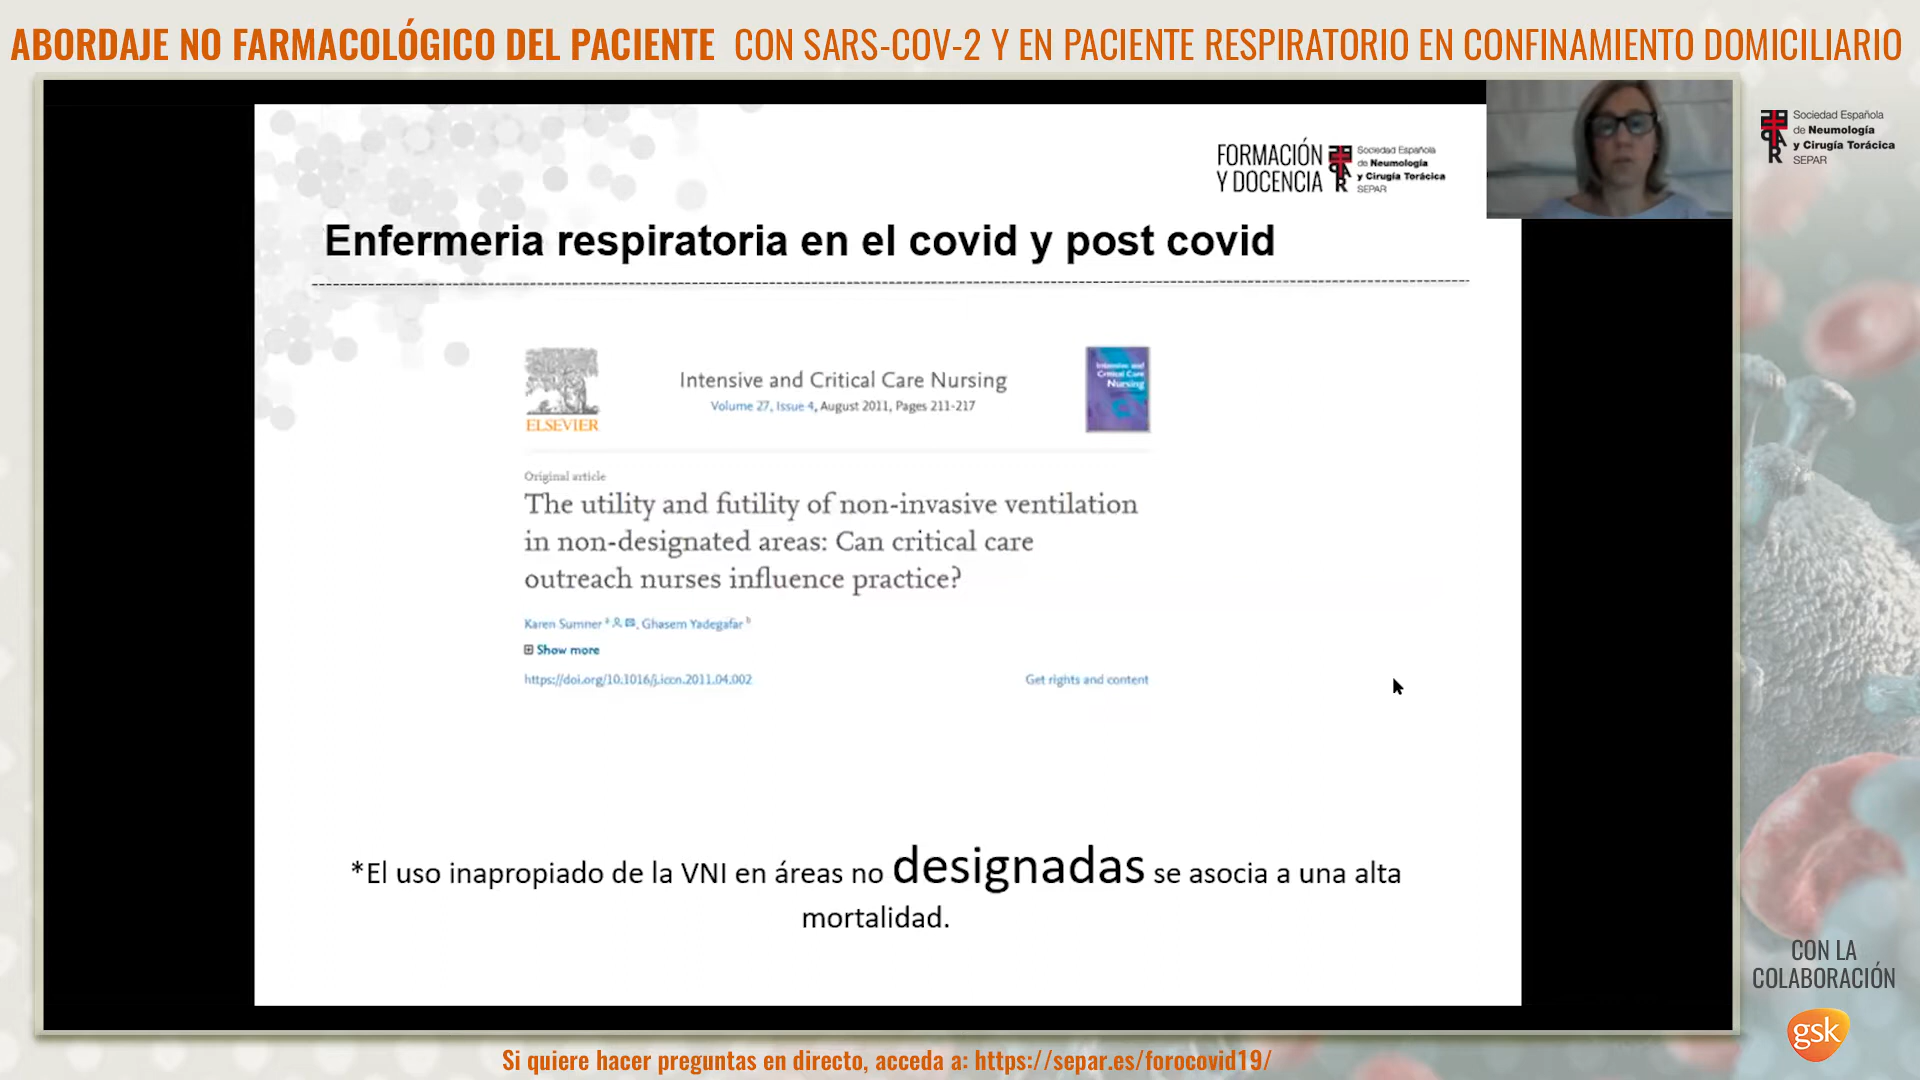 ABORDAJE NO FARMACOLÓGICO DEL PACIENTE CON SARS-COV-2 Y EN PACIENTE RESPIRATORIO EN CONFINAMIENTO DOMICILIARIO
FORMACIÓN
Y DOCENCIA
Sociedad Española
de Neumología
y Cirugía Torácica
SEPAR
Sociedad Española
de Neumología
y Cirugía Torácica
SEPAR
Enfermeria respiratoria en el covid y post covid
ELSEVIER
Intensive and Critical Care Nursing
Volume 27, Issue 4, August 2011, Pages 211-217
Intensive and
Critical Care
Nursing
Original article
The utility and futility of non-invasive ventilation
in non-designated areas: Can critical care
outreach nurses influence practice?
Karen Sumner a, Ghasem Yadegafar b
Show more
https://doi.org/10.1016/j.iccn.2011.04.002
Get rights and content
*El uso inapropiado de la VNI en áreas no designadas se asocia a una alta
mortalidad.
CON LA
COLABORACIÓN
gsk
Si quiere hacer preguntas en directo, acceda a: https://separ.es/forocovid19/